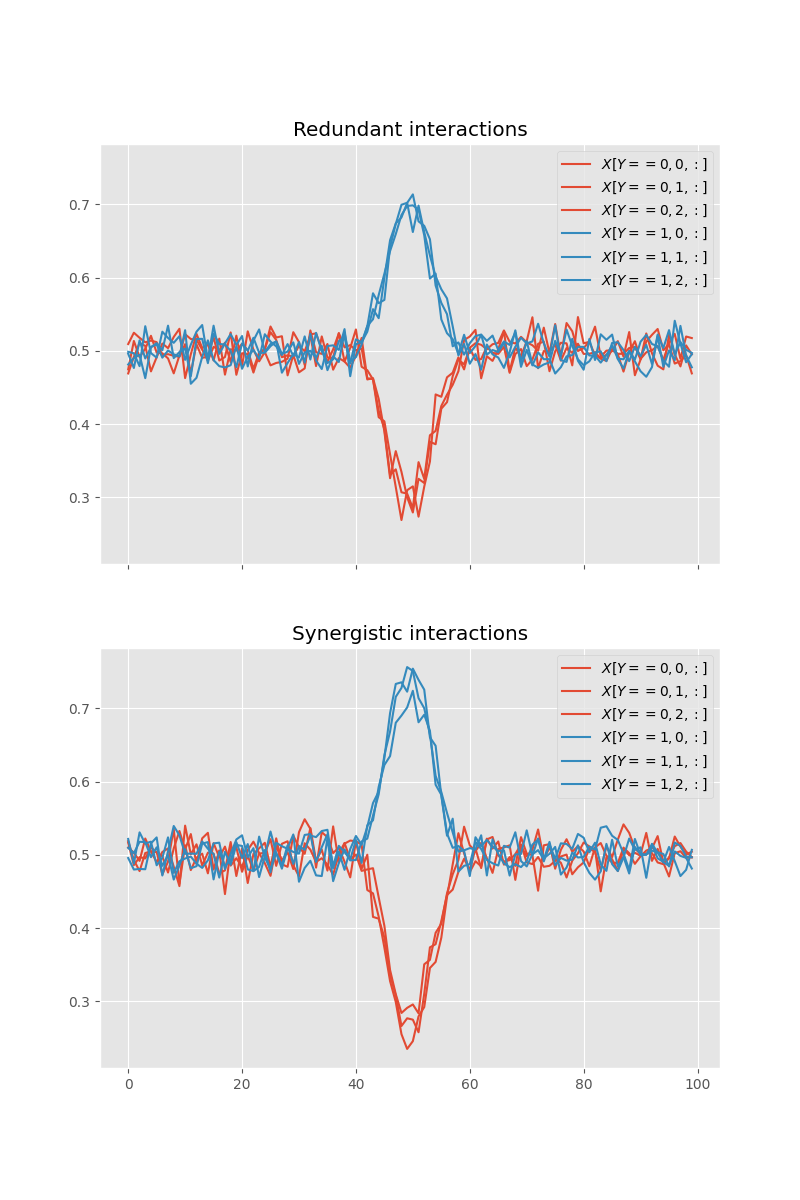 Redundant interactions
0.7
0.6
0.5
0.4
0.3
X[Y==0,0,:]
X[Y==0,1,:]
X[Y==0,2,:]
X[Y==1,0,:]
X[Y==1,1,:]
X[Y==1,2,:]
Synergistic interactions
0.7
0.6
0.5
0.4
0.3
X[Y==0,0,:]
X[Y==0,1,:]
X[Y==0,2,:]
X[Y==1,0,:]
X[Y==1,1,:]
X[Y==1,2,:]
0 20 40 60 80 100